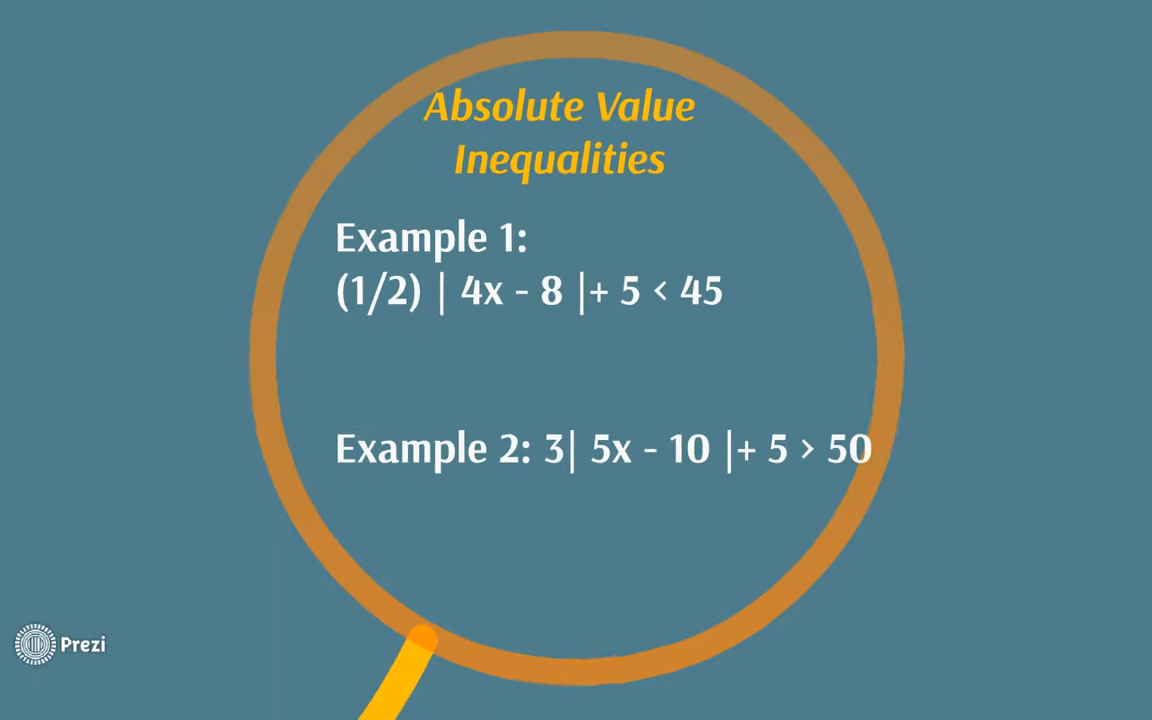 Absolute Value
Inequalities
Example 1:
(1/2) | 4x - 8 |+ 5 < 45
Example 2: 3| 5x - 10 |+ 5 > 50
Prezi